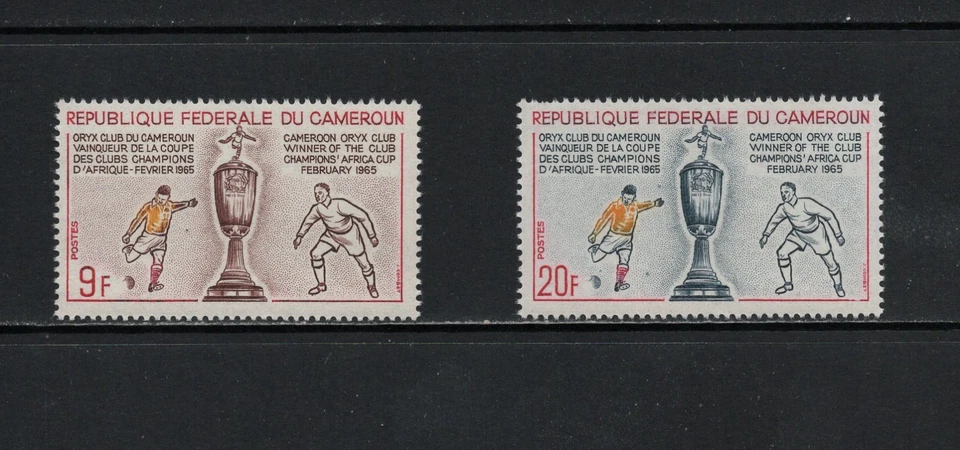 REPUBLIQUE FEDERALE DU CAMEROUN
ORYX CLUB DU CAMEROUN
VAINQUEUR DE LA COUPE
DES CLUBS CHAMPIONS
D'AFRIQUE-FEVRIER 1965
CAMEROON ORYX CLUB
WINNER OF THE CLUB
CHAMPIONS' AFRICA CUP
FEBRUARY 1965
POSTES
9F
REPUBLIQUE FEDERALE DU CAMEROUN
ORYX CLUB DU CAMEROUN
VAINQUEUR DE LA COUPE
DES CLUBS CHAMPIONS
D'AFRIQUE-FEVRIER 1965
CAMEROON ORYX CLUB
WINNER OF THE CLUB
CHAMPIONS' AFRICA CUP
FEBRUARY 1965
POSTES
20F